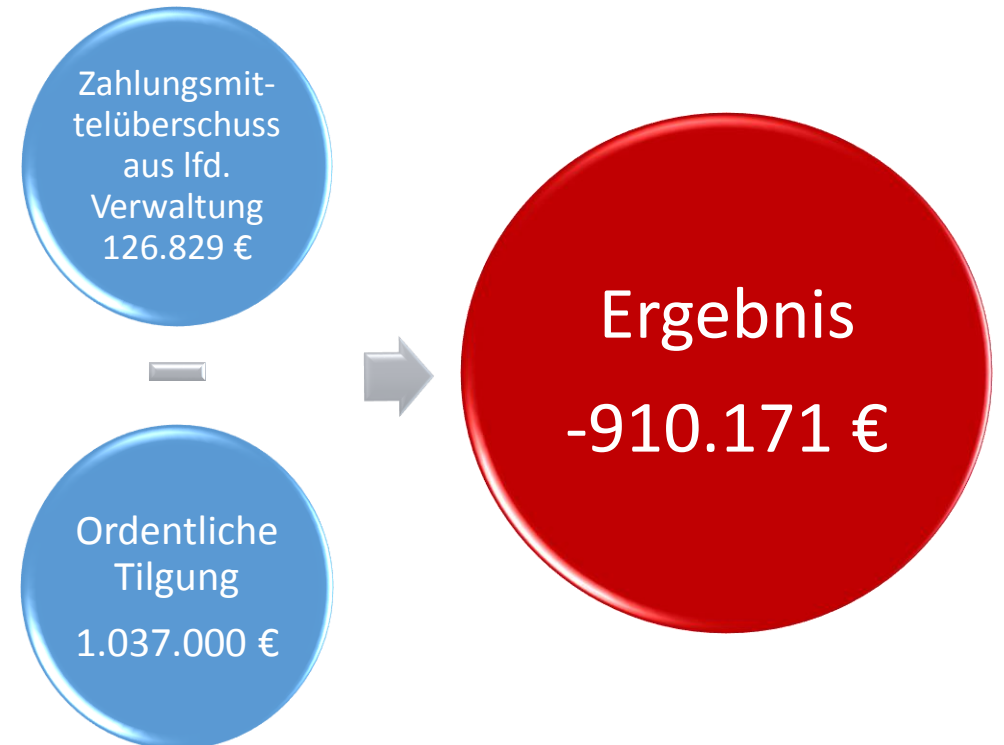 Zahlungsmit-
telüberschuss
aus lfd.
Verwaltung
126.829 €
Ordentliche
Tilgung
1.037.000 €
Ergebnis
-910.171 €